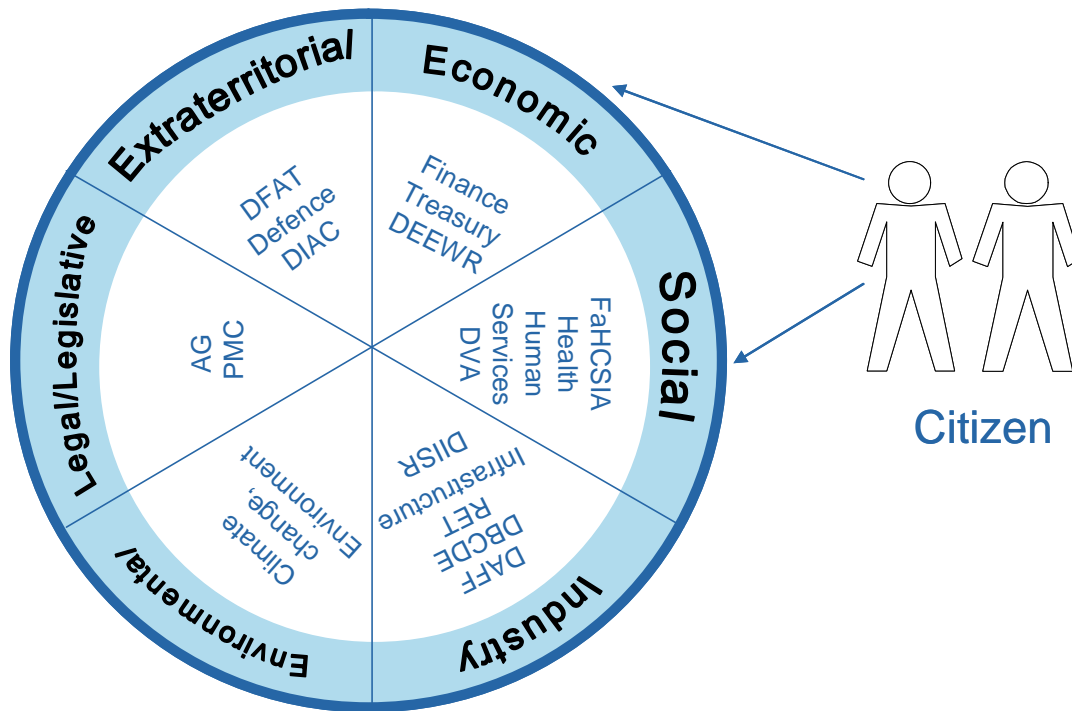 Extraterritorial
DFAT
Defence
DIAC
Economic
Finance
Treasury
DEEWR
Social
FaHCSIA
Health
Human
Services
DVA
Industry
DIISR
Infrastructure
RET
DBCDE
DAFF
Environmental
Climate
change,
Environment
Legal/Legislative
AG
PMC
Citizen